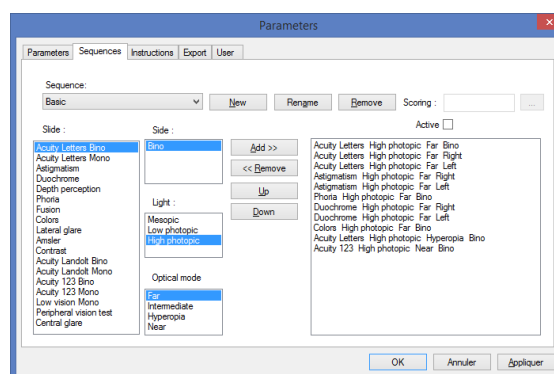 Parameters
Parameters Sequences Instructions Export User
Sequence:
Basic New Rename Remove Scoring : ...
Active
Slide :
Acuity Letters Bino
Acuity Letters Mono
Astigmatism
Duochrome
Depth perception
Phoria
Fusion
Colors
Lateral glare
Amsler
Contrast
Acuity Landolt Bino
Acuity Landolt Mono
Acuity 123 Bino
Acuity 123 Mono
Low vision Mono
Peripheral vision test
Central glare
Side :
Bino
Light :
Mesopic
Low photopic
High photopic
Optical mode
Far
Intermediate
Hyperopia
Near
Add >>
<< Remove
Up
Down
Acuity Letters High photopic Far Bino
Acuity Letters High photopic Far Right
Acuity Letters High photopic Far Left
Astigmatism High photopic Far Right
Astigmatism High photopic Far Left
Phoria High photopic Far Bino
Duochrome High photopic Far Right
Duochrome High photopic Far Left
Colors High photopic Far Bino
Acuity Letters High photopic Hyperopia Bino
Acuity 123 High photopic Near Bino
OK Annuler Appliquer